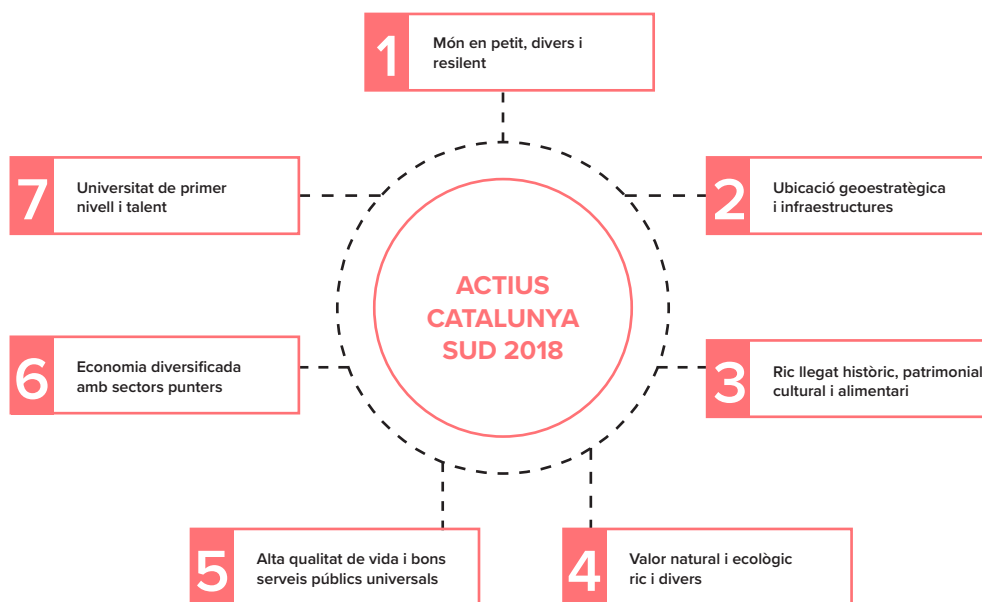 1
Món en petit, divers i
resilent
2
Ubicació geoestratègica
i infraestructures
3
Ric llegat històric, patrimonial,
cultural i alimentari
4
Valor natural i ecològic
ric i divers
5
Alta qualitat de vida i bons
serveis públics universals
6
Economia diversificada
amb sectors punters
7
Universitat de primer
nivell i talent
ACTIUS
CATALUNYA
SUD 2018